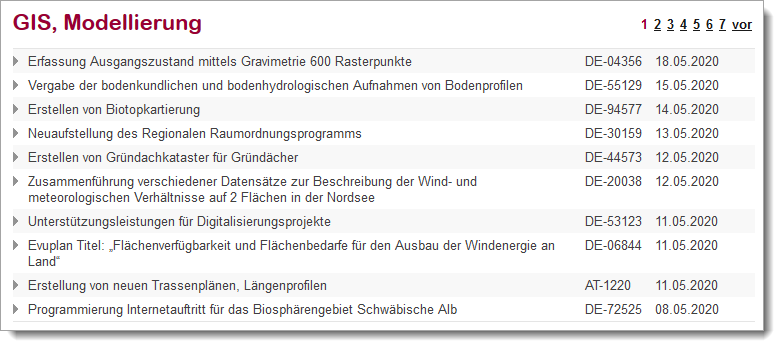 GIS, Modellierung 1 2 3 4 5 6 7 vor
Erfassung Ausgangszustand mittels Gravimetrie 600 Rasterpunkte DE-04356 18.05.2020
Vergabe der bodenkundlichen und bodenhydrologischen Aufnahmen von Bodenprofilen DE-55129 15.05.2020
Erstellen von Biotopkartierung DE-94577 14.05.2020
Neuaufstellung des Regionalen Raumordnungsprogramms DE-30159 13.05.2020
Erstellen von Gründachkataster für Gründächer DE-44573 12.05.2020
Zusammenführung verschiedener Datensätze zur Beschreibung der Wind- und DE-20038 12.05.2020
meteorologischen Verhältnisse auf 2 Flächen in der Nordsee
Unterstützungsleistungen für Digitalisierungsprojekte DE-53123 11.05.2020
Evuplan Titel: „Flächenverfügbarkeit und Flächenbedarfe für den Ausbau der Windenergie an DE-06844 11.05.2020
Land“
Erstellung von neuen Trassenplänen, Längenprofilen AT-1220 11.05.2020
Programmierung Internetauftritt für das Biosphärengebiet Schwäbische Alb DE-72525 08.05.2020